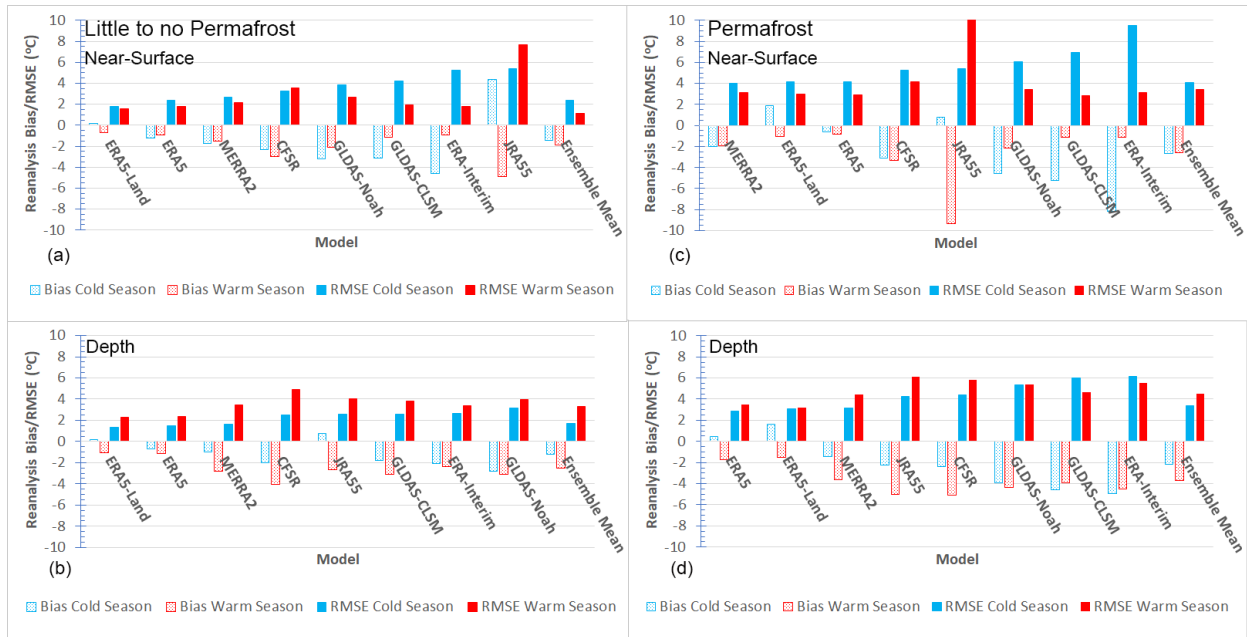 Little to no Permafrost
Near-Surface
Reanalysis Bias/RMSE (ºC)
10
8
6
4
2
0
-2
-4
-6
-8
-10
ERA5-Land
ERA5
MERRA2
CFSR
GLDAS-Noah
GLDAS-CLSM
ERA-Interim
JRA55
Ensemble Mean
Model
(a)
Bias Cold Season Bias Warm Season RMSE Cold Season RMSE Warm Season
Permafrost
Near-Surface
Reanalysis Bias/RMSE (ºC)
10
8
6
4
2
0
-2
-4
-6
-8
-10
MERRA2
ERA5-Land
ERA5
CFSR
JRA55
GLDAS-Noah
GLDAS-CLSM
ERA-Interim
Ensemble Mean
Model
(c)
Bias Cold Season Bias Warm Season RMSE Cold Season RMSE Warm Season
Depth
Reanalysis Bias/RMSE (ºC)
10
8
6
4
2
0
-2
-4
-6
-8
-10
ERA5-Land
ERA5
MERRA2
CFSR
JRA55
GLDAS-CLSM
ERA-Interim
GLDAS-Noah
Ensemble Mean
Model
(b)
Bias Cold Season Bias Warm Season RMSE Cold Season RMSE Warm Season
Depth
Reanalysis Bias/RMSE (ºC)
10
8
6
4
2
0
-2
-4
-6
-8
-10
ERA5
ERA5-Land
MERRA2
JRA55
CFSR
GLDAS-Noah
GLDAS-CLSM
ERA-Interim
Ensemble Mean
Model
(d)
Bias Cold Season Bias Warm Season RMSE Cold Season RMSE Warm Season